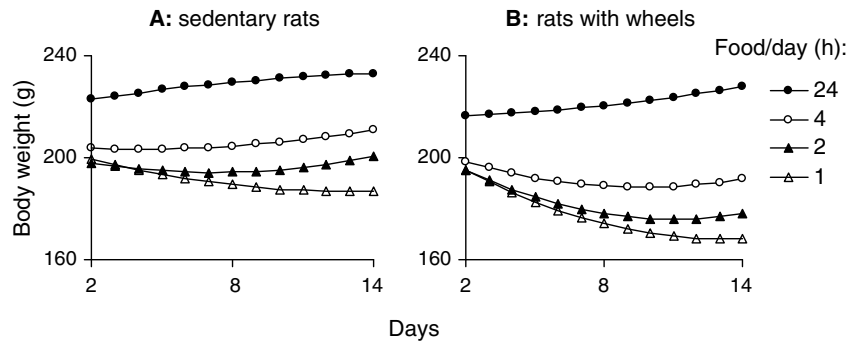 A: sedentary rats
B: rats with wheels
Food/day (h):
24
4
2
1
Body weight (g)
240
200
160
2 8 14
240
200
160
2 8 14
Days